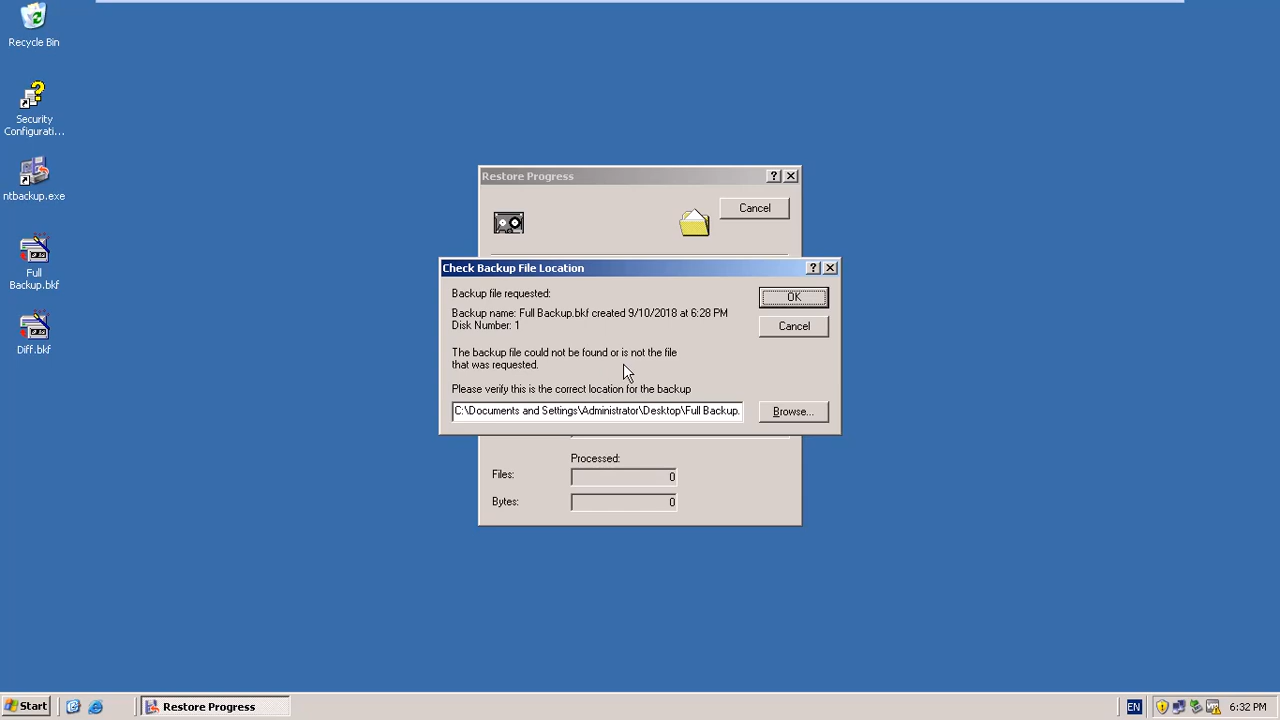 Recycle Bin
Security
Configurati...
ntbackup.exe
Full
Backup.bkf
Diff.bkf
Restore Progress
Cancel
Check Backup File Location
Backup file requested:
Backup name: Full Backup.bkf created 9/10/2018 at 6:28 PM
Disk Number: 1
The backup file could not be found or is not the file
that was requested.
Please verify this is the correct location for the backup
C:\Documents and Settings\Administrator\Desktop\Full Backup.
OK
Cancel
Browse...
Processed:
Files: 0
Bytes: 0
Start
Restore Progress
EN
6:32 PM